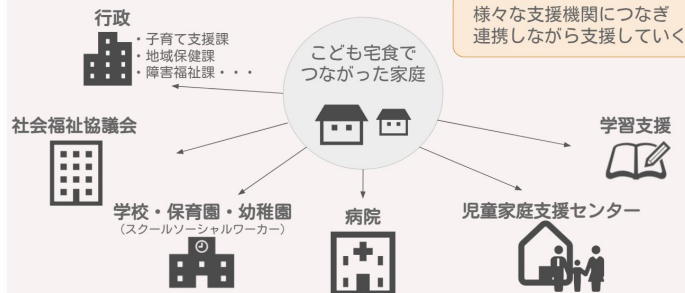 様々な支援機関につなぎ
連携しながら支援していく
行政
・子育て支援課
・地域保健課
・障害福祉課・・・
こども宅食で
つながった家庭
社会福祉協議会
学習支援
学校・保育園・幼稚園
（スクールソーシャルワーカー）
病院
児童家庭支援センター